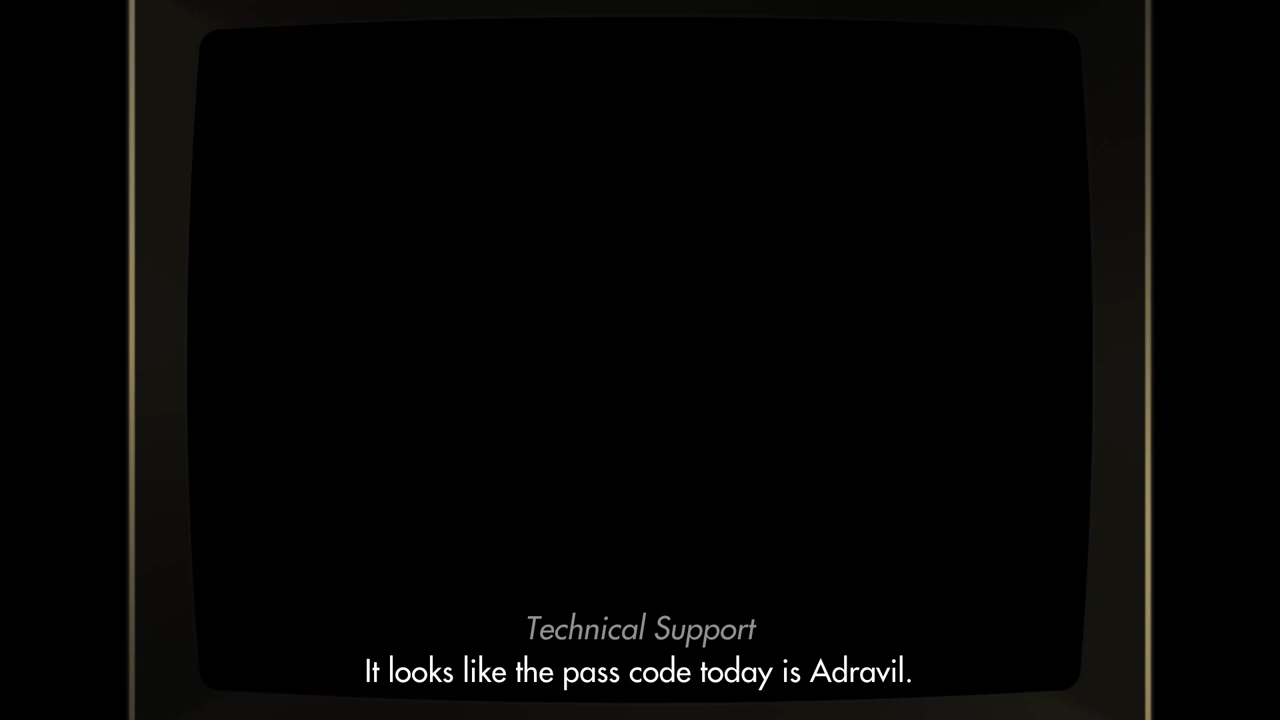 Technical Support
It looks like the pass code today is Adravil.